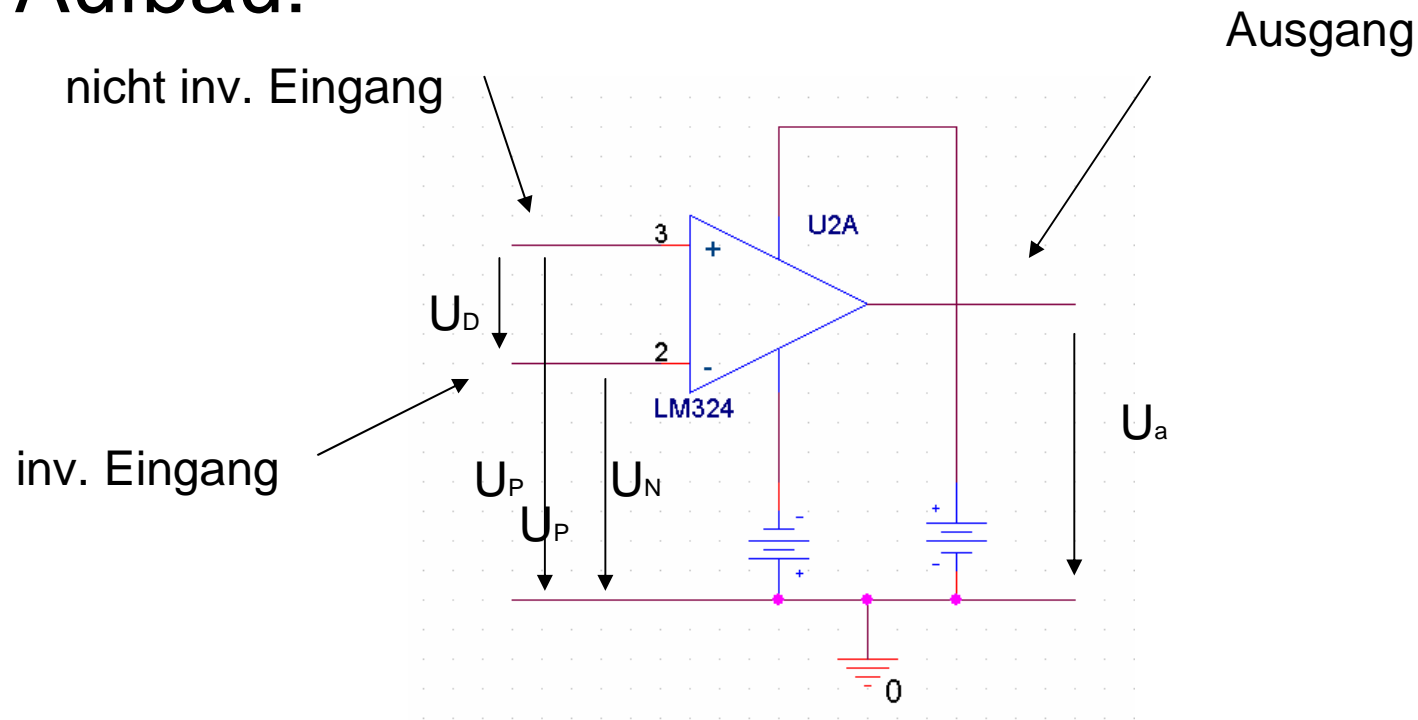 Aufbau:
Ausgang
nicht inv. Eingang
U2A
3
+
UD
2
-
LM324
Ua
inv. Eingang
UP
UN
UP
-
+
+
-
0